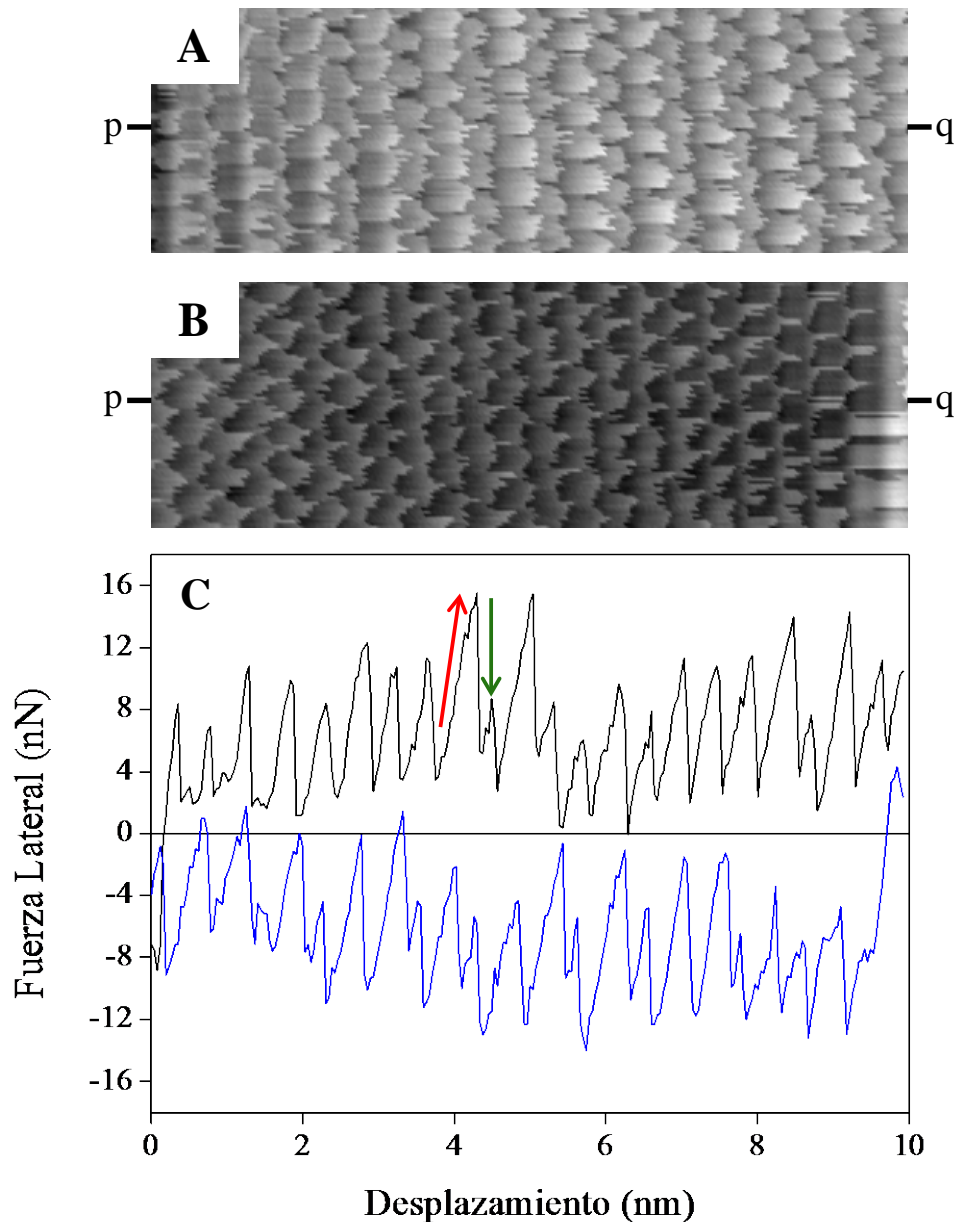 A
p
q
B
p
q
C
16
12
8
4
0
-4
-8
-12
-16
Fuerza Lateral (nN)
0 2 4 6 8 10
Desplazamiento (nm)